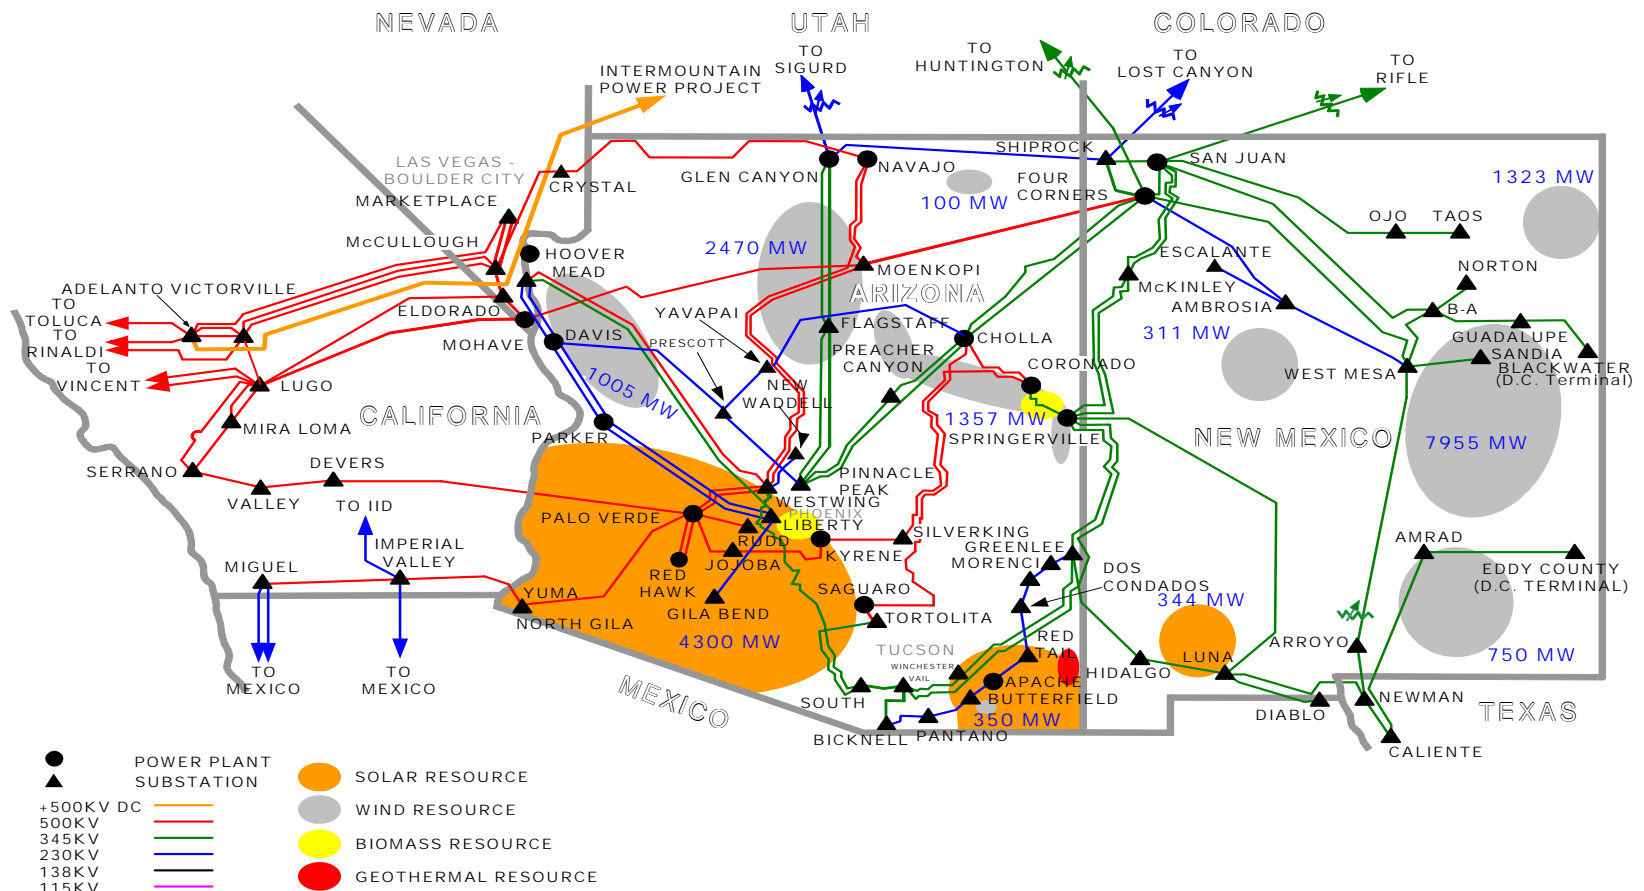 NEVADA
UTAH
COLORADO
INTERMOUNTAIN
POWER PROJECT
TO
SIGURD
TO
HUNTINGTON
TO
LOST CANYON
TO
RIFLE
LAS VEGAS -
BOULDER CITY
CRYSTAL
MARKETPLACE
McCULLOUGH
HOOVER
MEAD
GLEN CANYON
NAVAJO
SHIPROCK
SAN JUAN
FOUR
CORNERS
100 MW
1323 MW
2470 MW
OJO
TAOS
ADELANTO
VICTORVILLE
TO
TOLUCA
TO
RINALDI
TO
VINCENT
ELDORADO
MOHAVE
DAVIS
YAVAPAI
PRESCOTT
MOENKOPI
ARIZONA
FLAGSTAFF
PREACHER
CANYON
CHOLLA
CORONADO
ESCALANTE
McKINLEY
AMBROSIA
311 MW
NORTON
B-A
GUADALUPE
SANDIA
BLACKWATER
(D.C. Terminal)
WEST MESA
LUGO
CALIFORNIA
1005 MW
NEW
WADDELL
1357 MW
SPRINGERVILLE
NEW MEXICO
7955 MW
MIRA LOMA
PARKER
SERRANO
DEVERS
VALLEY
TO IID
PINNACLE
PEAK
WESTWING
PHOENIX
LIBERTY
PALO VERDE
RUDD
JOJOBA
KYRENE
SILVERKING
GREENLEE
MORENCI
DOS
CONDADOS
AMRAD
EDDY COUNTY
(D.C. TERMINAL)
IMPERIAL
VALLEY
MIGUEL
RED
HAWK
GILA BEND
SAGUARO
TORTOLITA
YUMA
NORTH GILA
4300 MW
344 MW
TUCSON
WINCHESTER
VAIL
RED
TAIL
HIDALGO
LUNA
ARROYO
750 MW
TO
MEXICO
TO
MEXICO
MEXICO
SOUTH
APACHE
BUTTERFIELD
350 MW
BICKNELL
PANTANO
DIABLO
NEWMAN
TEXAS
CALIENTE
POWER PLANT
SUBSTATION
+500KV DC
500KV
345KV
230KV
138KV
115KV
SOLAR RESOURCE
WIND RESOURCE
BIOMASS RESOURCE
GEOTHERMAL RESOURCE